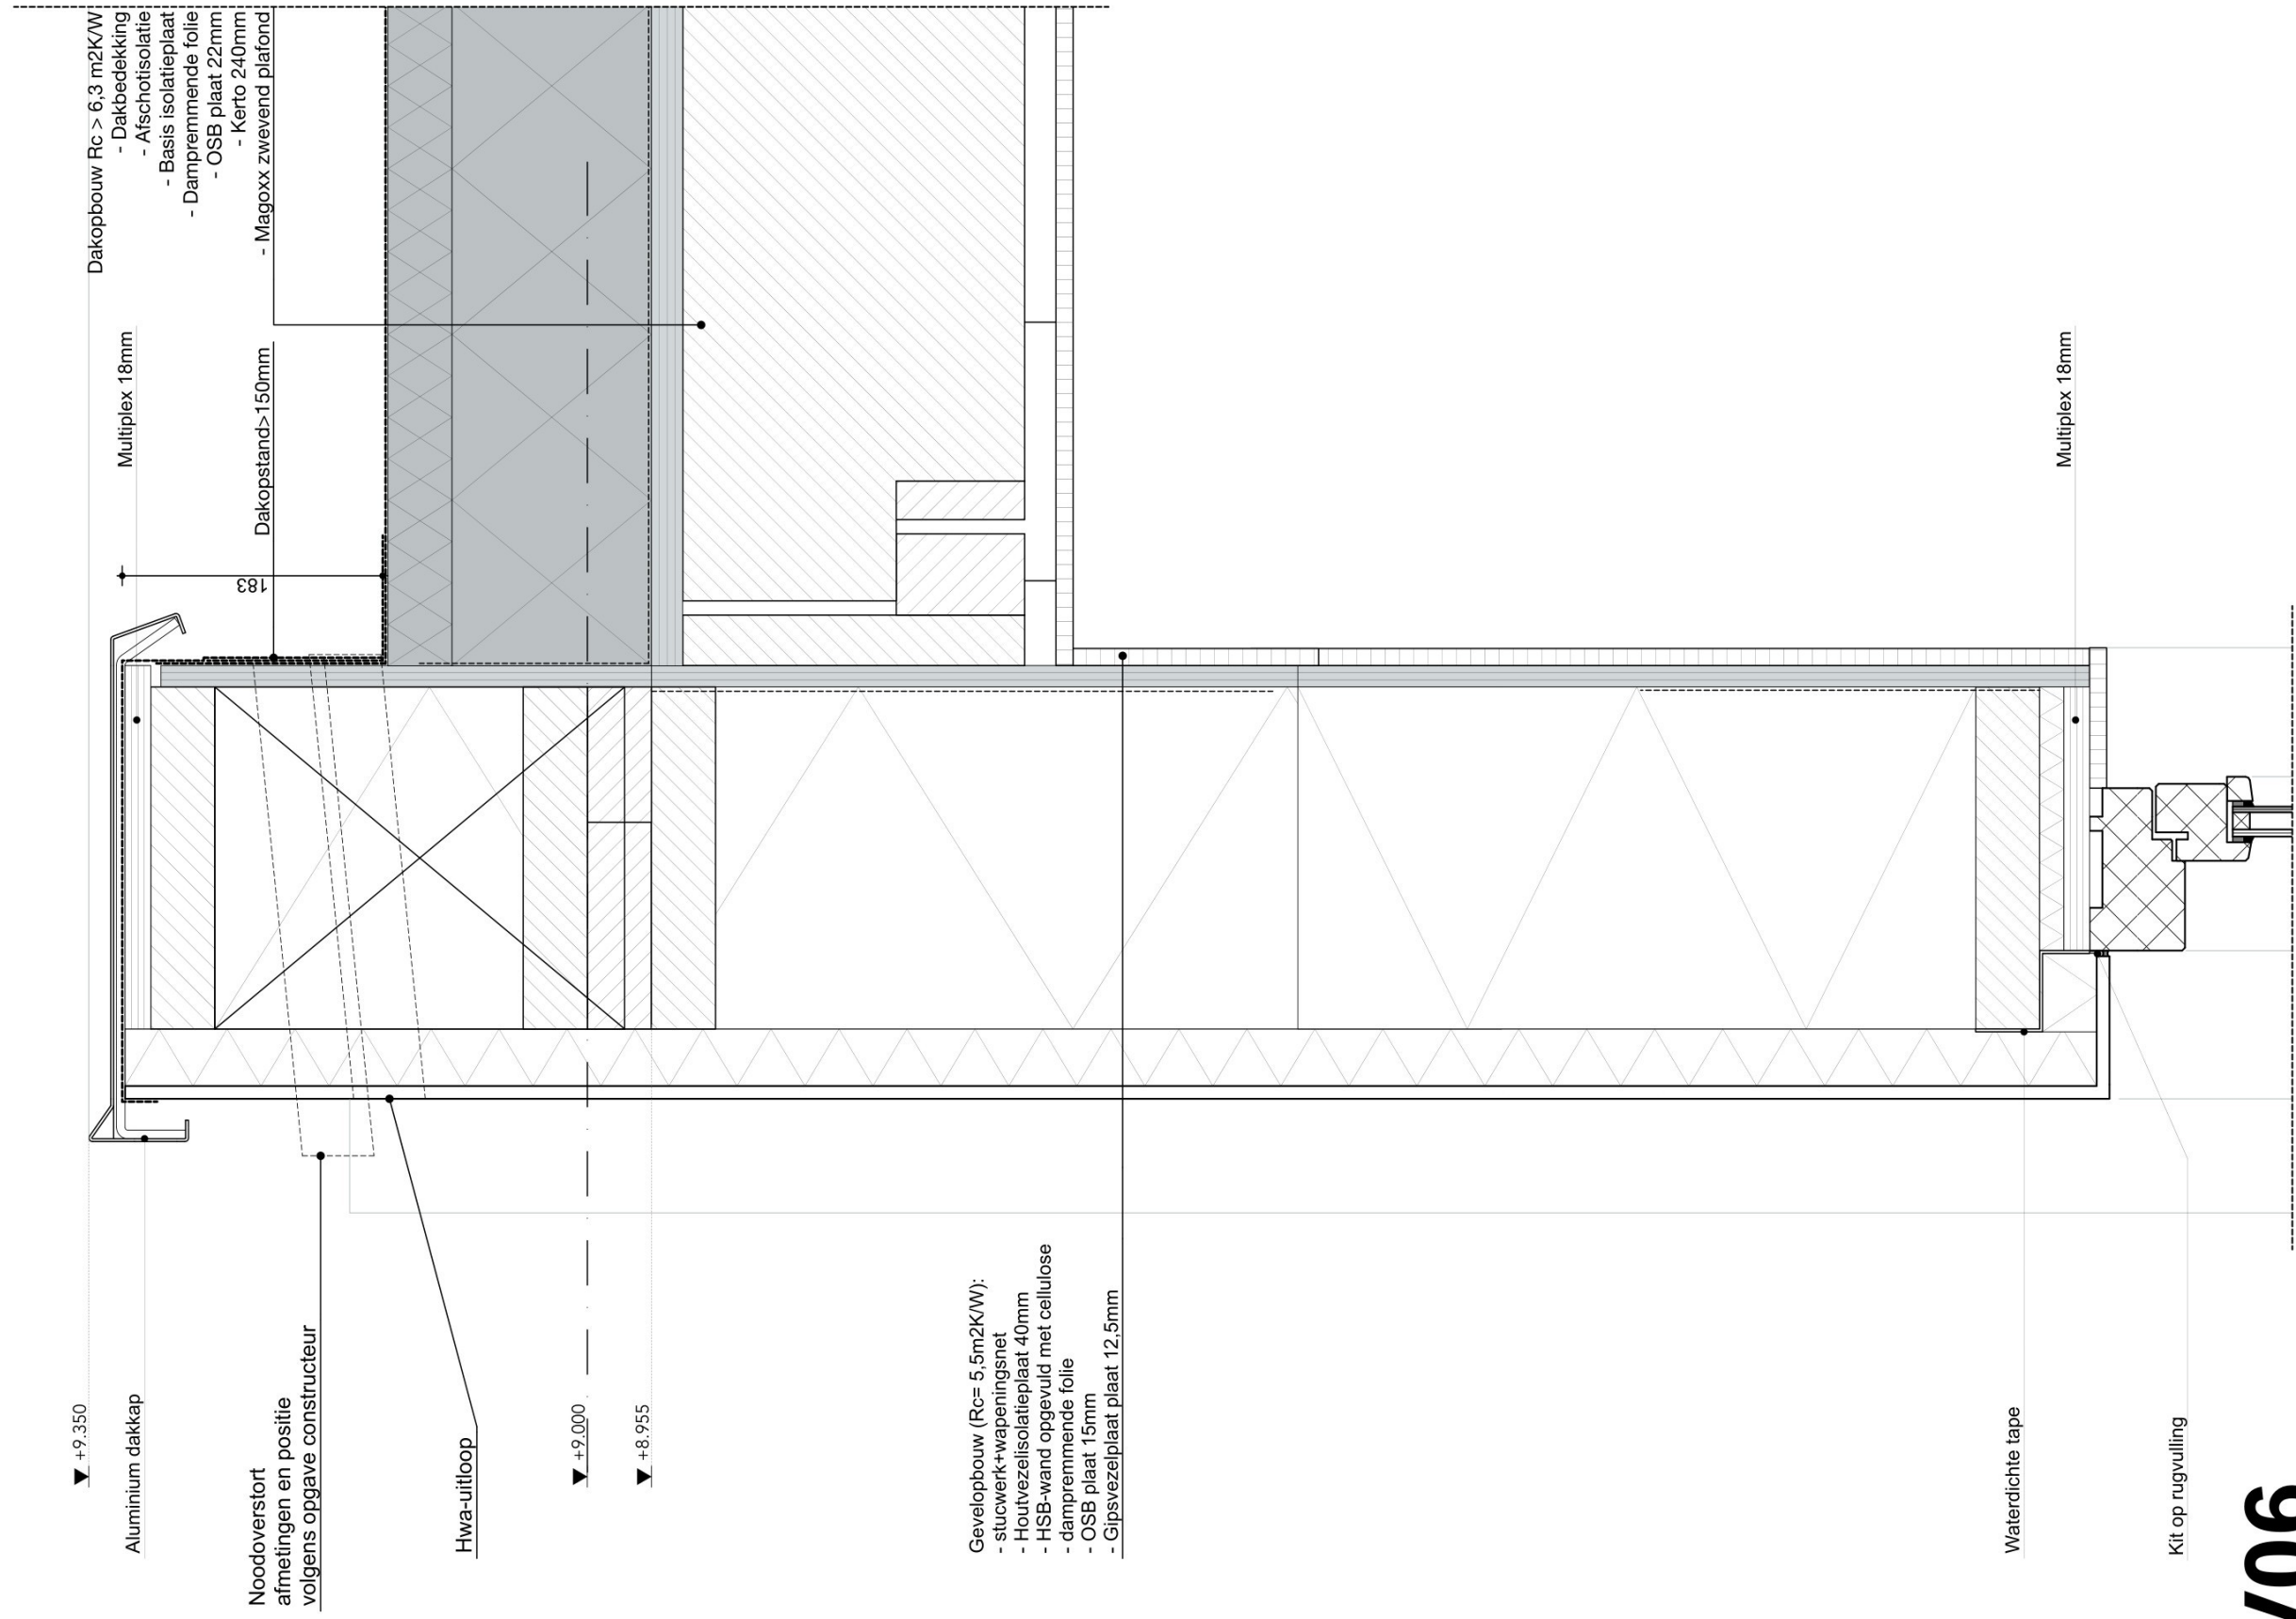 Dakopbouw Rc > 6,3 m2K/W
- Dakbedekking
- Afschotisolatie
- Basis isolatieplaat
- Dampremmende folie
- OSB plaat 22mm
- Kerto 240mm
- Magoxx zwevend plafond
Multiplex 18mm
Dakopstand>150mm
183
Multiplex 18mm
+9.350
Aluminium dakkap
Noodoverstort
afmetingen en positie
volgens opgave constructeur
Hwa-uitloop
+9.000
+8.955
Gevelopbouw (Rc= 5,5m2K/W):
- stucwerk+wapeningsnet
- Houtvezelisolatieplaat 40mm
- HSB-wand opgevuld met cellulose
- dampremmende folie
- OSB plaat 15mm
- Gipsvezelplaat plaat 12,5mm
Waterdichte tape
Kit op rugvulling